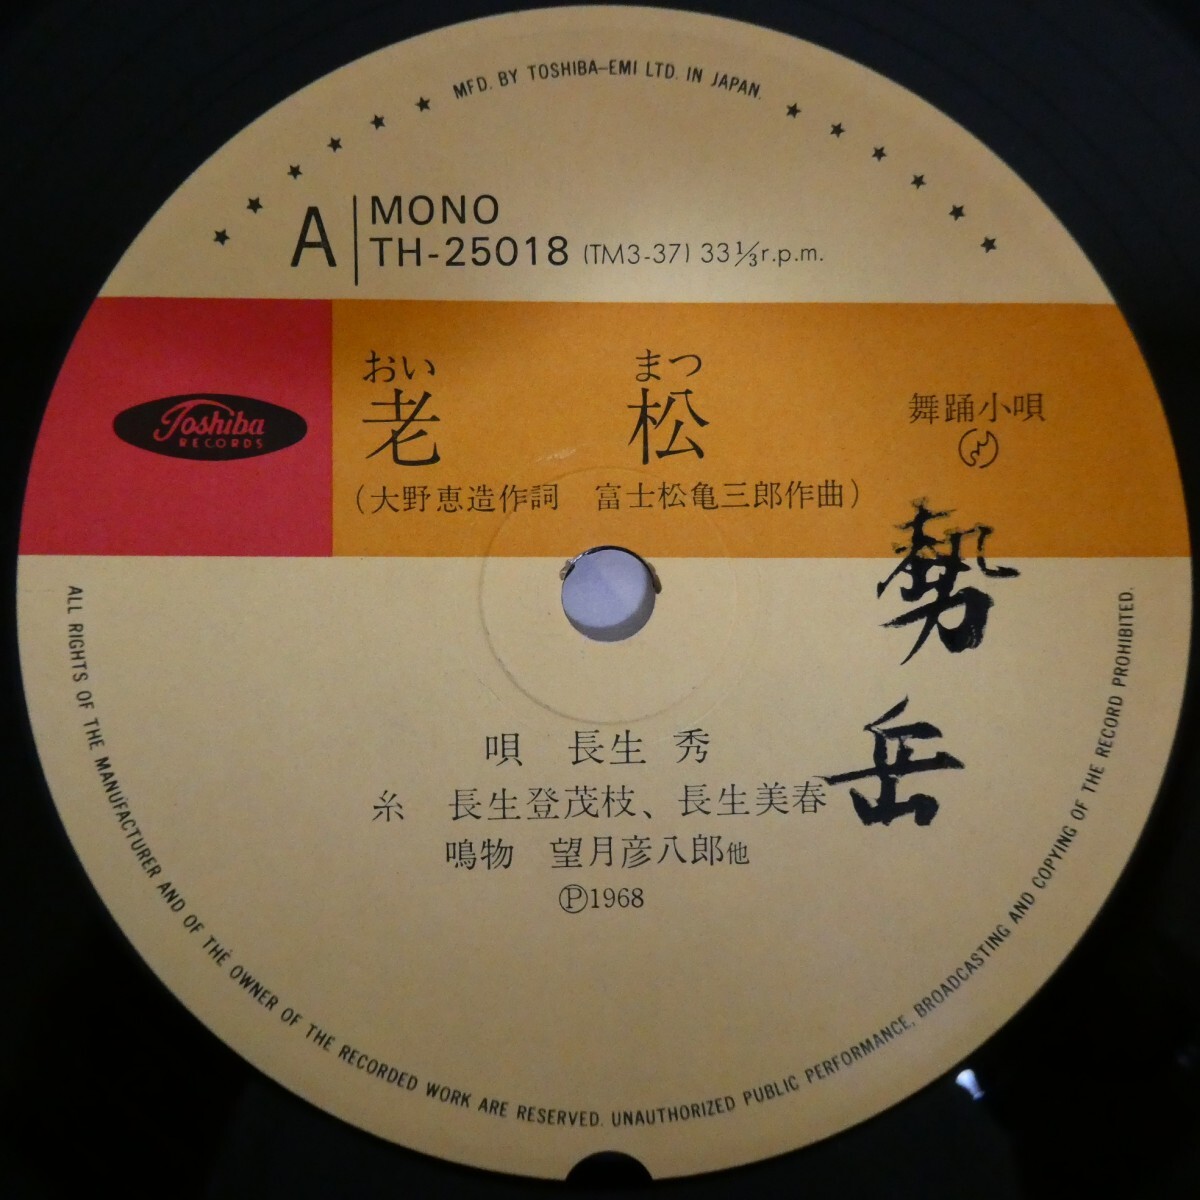 MFD. BY TOSHIBA-EMI LTD. IN JAPAN.
A
MONO
TH-25018 (TM3-37) 33⅓r.p.m.
Toshiba
RECORDS
おい まつ
老 松
(大野恵造作詞 富士松亀三郎作曲)
舞踊小唄
勢岳
唄 長生 秀
糸 長生登茂枝、長生美春
鳴物 望月彦八郎他
Ⓟ1968
ALL RIGHTS OF THE MANUFACTURER AND OF THE OWNER OF THE RECORDED WORK ARE RESERVED. UNAUTHORIZED PUBLIC PERFORMANCE, BROADCASTING AND COPYING OF THE RECORD PROHIBITED.